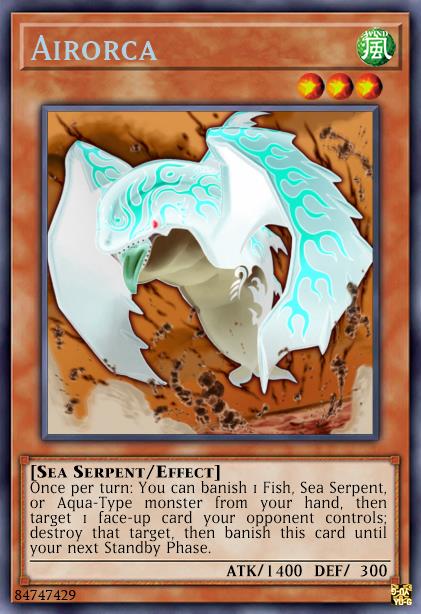 AIRORCA
WIND
風
[SEA SERPENT/EFFECT]
Once per turn: You can banish 1 Fish, Sea Serpent,
or Aqua-Type monster from your hand, then
target 1 face-up card your opponent controls;
destroy that target, then banish this card until
your next Standby Phase.
ATK/1400 DEF/ 300
84747429